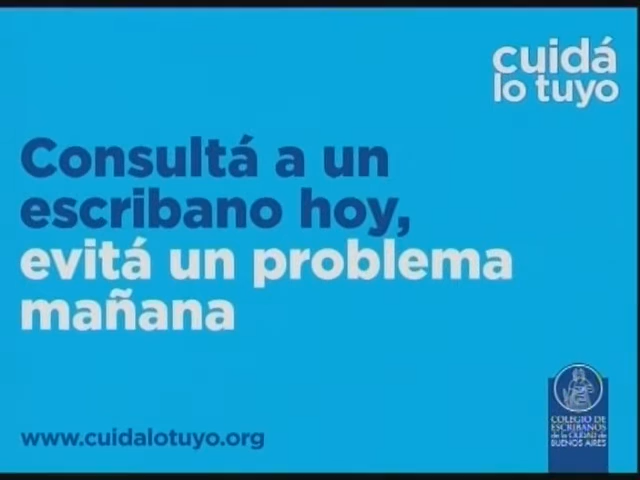 cuidá
lo tuyo
Consultá a un
escribano hoy,
evitá un problema
mañana
www.cuidalotuyo.org
COLEGIO DE
ESCRIBANOS
de la CIUDAD de
BUENOS AIRES